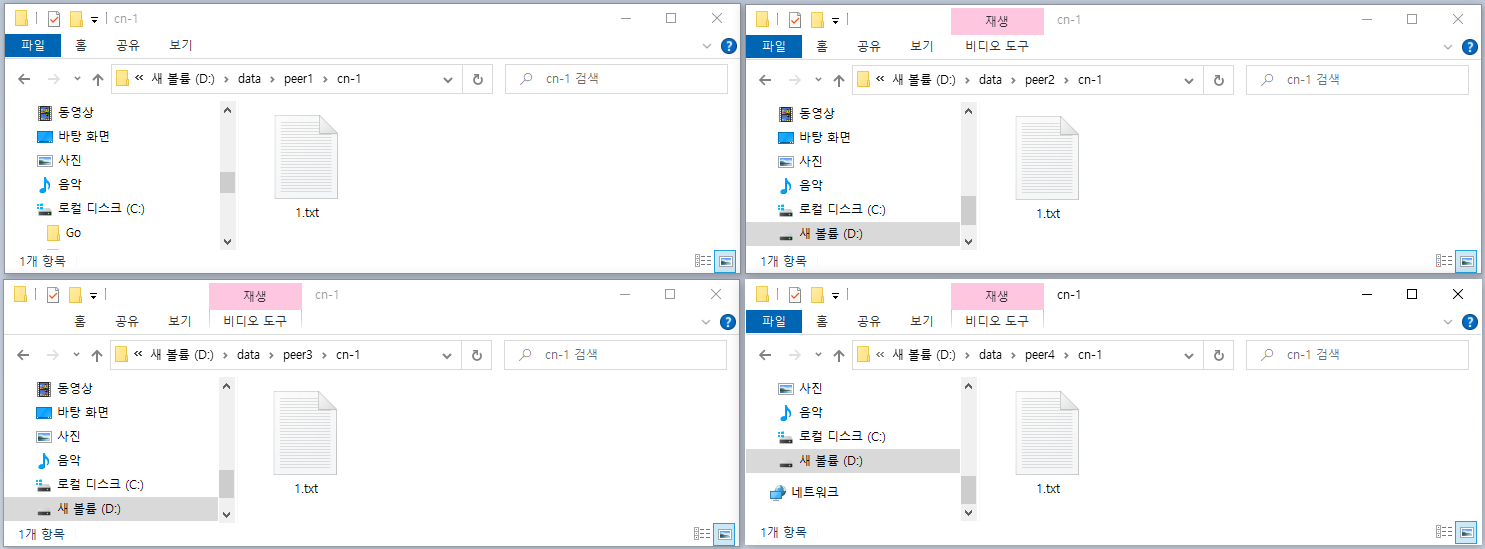 cn-1
파일 홈 공유 보기
« 새 볼륨 (D:) › data › peer1 › cn-1
cn-1 검색
동영상
바탕 화면
사진
음악
로컬 디스크 (C:)
Go
1.txt
1개 항목
재생 cn-1
파일 홈 공유 보기 비디오 도구
« 새 볼륨 (D:) › data › peer2 › cn-1
cn-1 검색
동영상
바탕 화면
사진
음악
로컬 디스크 (C:)
새 볼륨 (D:)
1.txt
1개 항목
재생 cn-1
홈 공유 보기 비디오 도구
« 새 볼륨 (D:) › data › peer3 › cn-1
cn-1 검색
동영상
바탕 화면
사진
음악
로컬 디스크 (C:)
새 볼륨 (D:)
1.txt
1개 항목
재생 cn-1
파일 홈 공유 보기 비디오 도구
« 새 볼륨 (D:) › data › peer4 › cn-1
cn-1 검색
사진
음악
로컬 디스크 (C:)
새 볼륨 (D:)
네트워크
1.txt
1개 항목